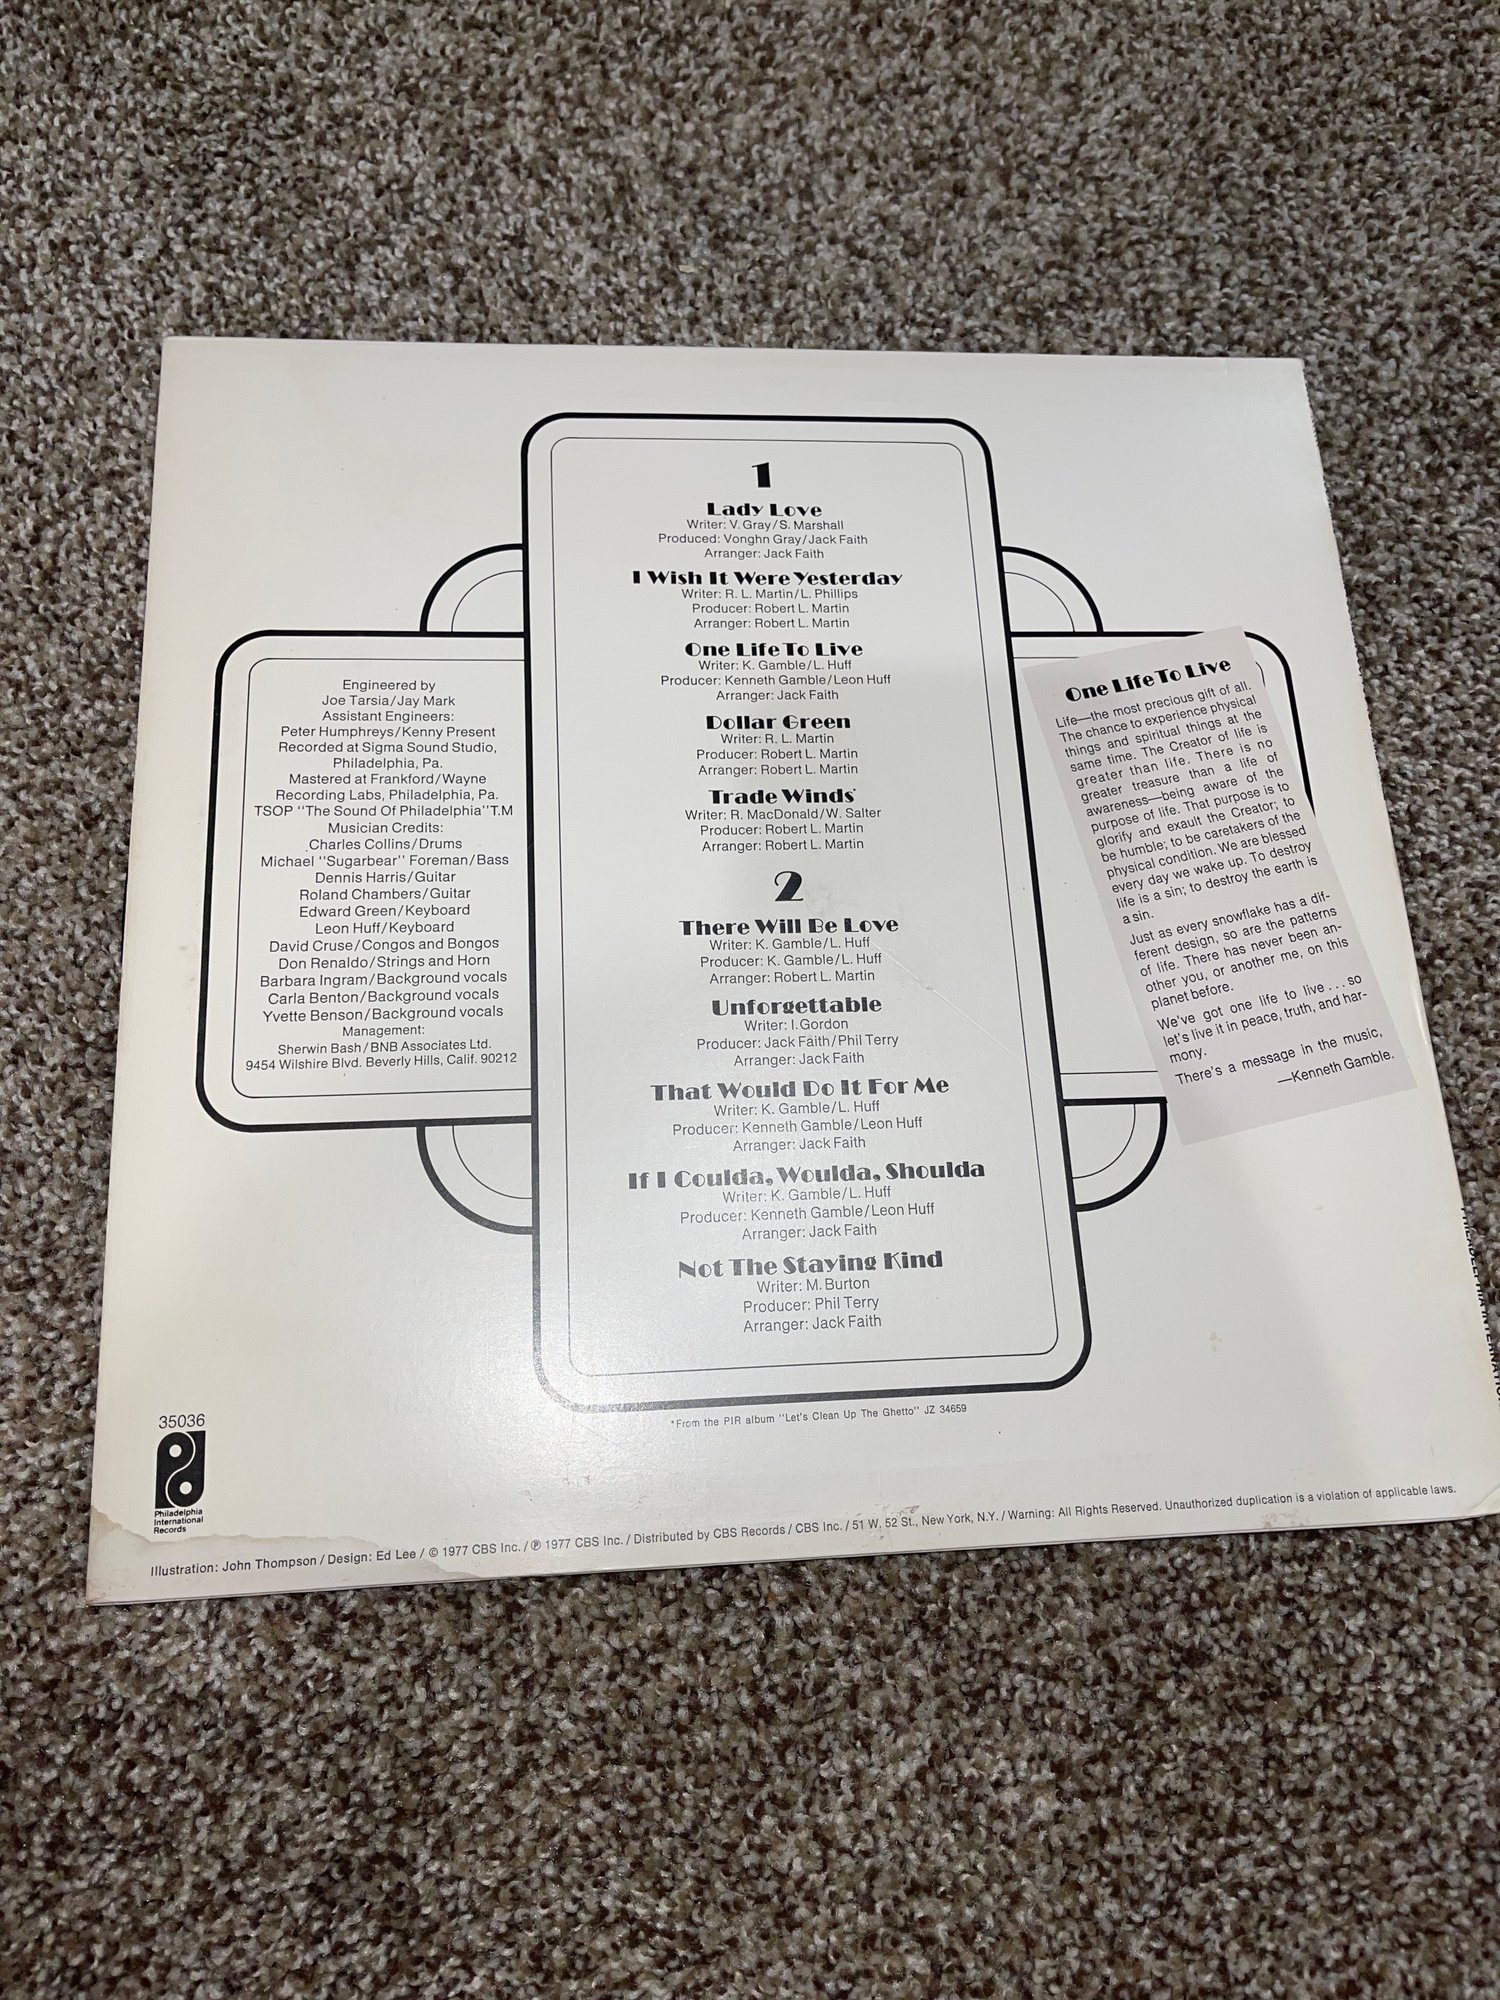 1
Lady Love
Writer: V. Gray/S. Marshall
Produced: Vonghn Gray/Jack Faith
Arranger: Jack Faith
I Wish It Were Yesterday
Writer: R. L. Martin/L. Phillips
Producer: Robert L. Martin
Arranger: Robert L. Martin
One Life To Live
Writer: K. Gamble/L. Huff
Producer: Kenneth Gamble/Leon Huff
Arranger: Jack Faith
Dollar Green
Writer: R. L. Martin
Producer: Robert L. Martin
Arranger: Robert L. Martin
Trade Winds*
Writer: R. MacDonald/W. Salter
Producer: Robert L. Martin
Arranger: Robert L. Martin
2
There Will Be Love
Writer: K. Gamble/L. Huff
Producer: K. Gamble/L. Huff
Arranger: Robert L. Martin
Unforgettable
Writer: I. Gordon
Producer: Jack Faith/Phil Terry
Arranger: Jack Faith
That Would Do It For Me
Writer: K. Gamble/L. Huff
Producer: Kenneth Gamble/Leon Huff
Arranger: Jack Faith
If I Coulda, Woulda, Shoulda
Writer: K. Gamble/L. Huff
Producer: Kenneth Gamble/Leon Huff
Arranger: Jack Faith
Not The Staying Kind
Writer: M. Burton
Producer: Phil Terry
Arranger: Jack Faith
Engineered by
Joe Tarsia/Jay Mark
Assistant Engineers:
Peter Humphreys/Kenny Present
Recorded at Sigma Sound Studio,
Philadelphia, Pa.
Mastered at Frankford/Wayne
Recording Labs, Philadelphia, Pa.
TSOP "The Sound Of Philadelphia" T.M
Musician Credits:
Charles Collins/Drums
Michael "Sugarbear" Foreman/Bass
Dennis Harris/Guitar
Roland Chambers/Guitar
Edward Green/Keyboard
Leon Huff/Keyboard
David Cruse/Congos and Bongos
Don Renaldo/Strings and Horn
Barbara Ingram/Background vocals
Carla Benton/Background vocals
Yvette Benson/Background vocals
Management:
Sherwin Bash/BNB Associates Ltd.
9454 Wilshire Blvd. Beverly Hills, Calif. 90212
One Life To Live
Life—the most precious gift of all.
The chance to experience physical
things and spiritual things at the
same time. The Creator of life is
greater than life. There is no
greater treasure than a life of
awareness—being aware of the
purpose of life. That purpose is to
glorify and exault the Creator; to
be humble; to be caretakers of the
physical condition. We are blessed
every day we wake up. To destroy
life is a sin; to destroy the earth is
a sin.
Just as every snowflake has a dif-
ferent design, so are the patterns
of life. There has never been an-
other you, or another me, on this
planet before.
We've got one life to live...so
let's live it in peace, truth, and har-
mony.
There's a message in the music,
—Kenneth Gamble.
*From the PIR album "Let's Clean Up The Ghetto" JZ 34659
35036
Philadelphia
International
Records
Illustration: John Thompson / Design: Ed Lee / © 1977 CBS Inc. / ℗ 1977 CBS Inc. / Distributed by CBS Records / CBS Inc. / 51 W. 52 St., New York, N.Y. / Warning: All Rights Reserved. Unauthorized duplication is a violation of applicable laws.